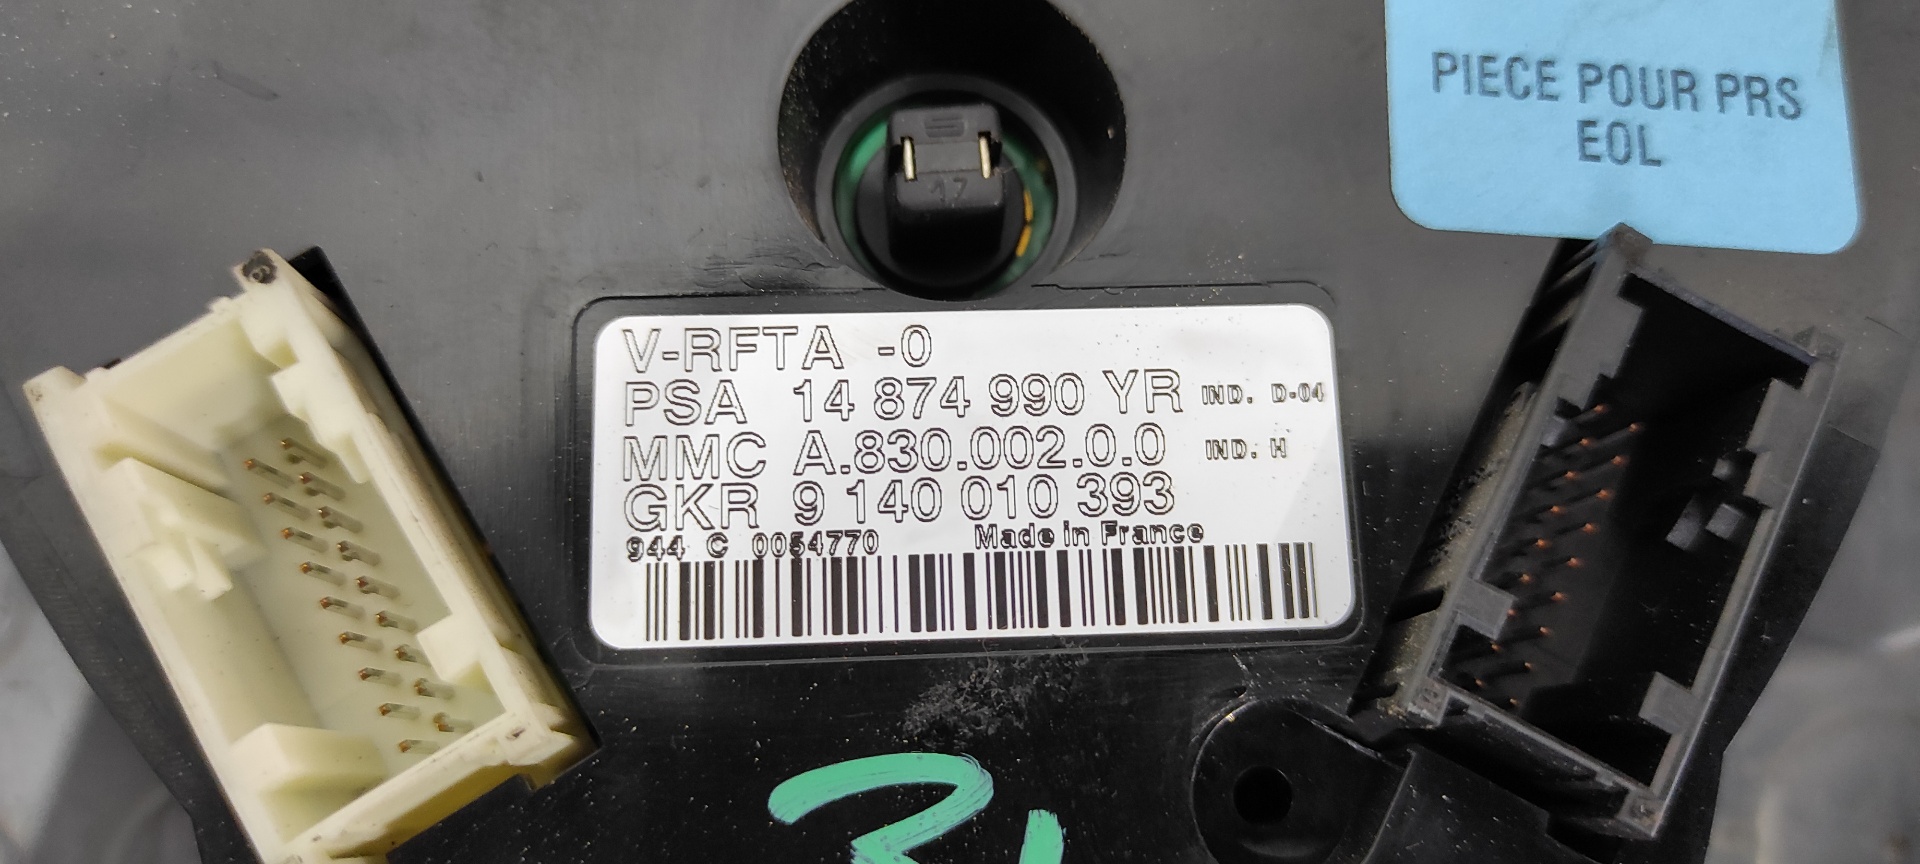 PIECE POUR PRS
EOL
17
V-RFTA -0
PSA 14 874 990 YR IND. D-04
MMC A.830.002.0.0 IND. H
GKR 9 140 010 393
944 C 0054770 Made in France